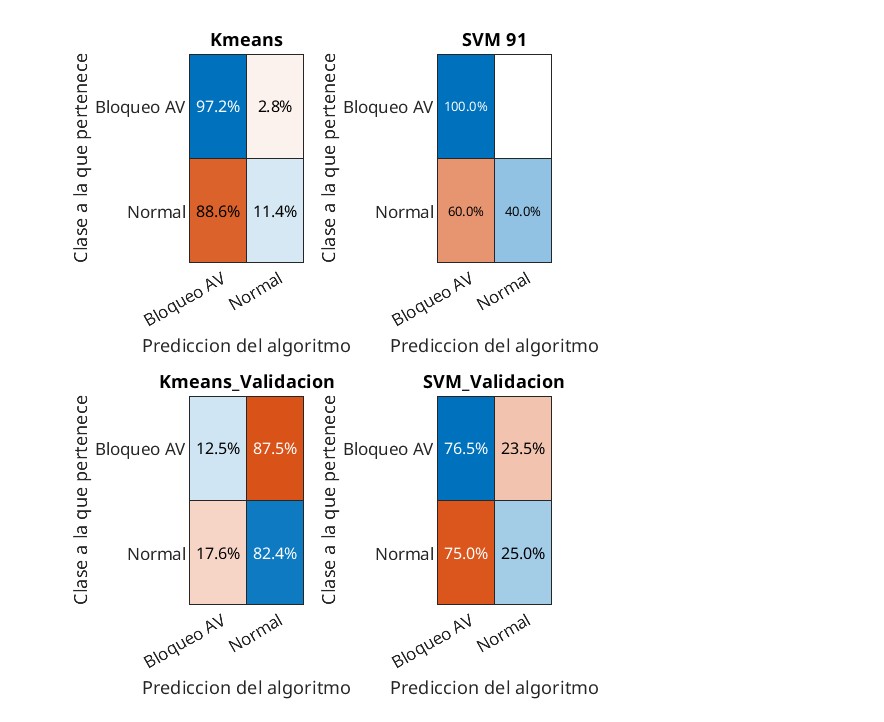 Kmeans
Clase a la que pertenece
Bloqueo AV
97.2%
2.8%
Normal
88.6%
11.4%
Bloqueo AV
Normal
Prediccion del algoritmo
SVM 91
Clase a la que pertenece
Bloqueo AV
100.0%
Normal
60.0%
40.0%
Bloqueo AV
Normal
Prediccion del algoritmo
Kmeans_Validacion
Clase a la que pertenece
Bloqueo AV
12.5%
87.5%
Normal
17.6%
82.4%
Bloqueo AV
Normal
Prediccion del algoritmo
SVM_Validacion
Clase a la que pertenece
Bloqueo AV
76.5%
23.5%
Normal
75.0%
25.0%
Bloqueo AV
Normal
Prediccion del algoritmo